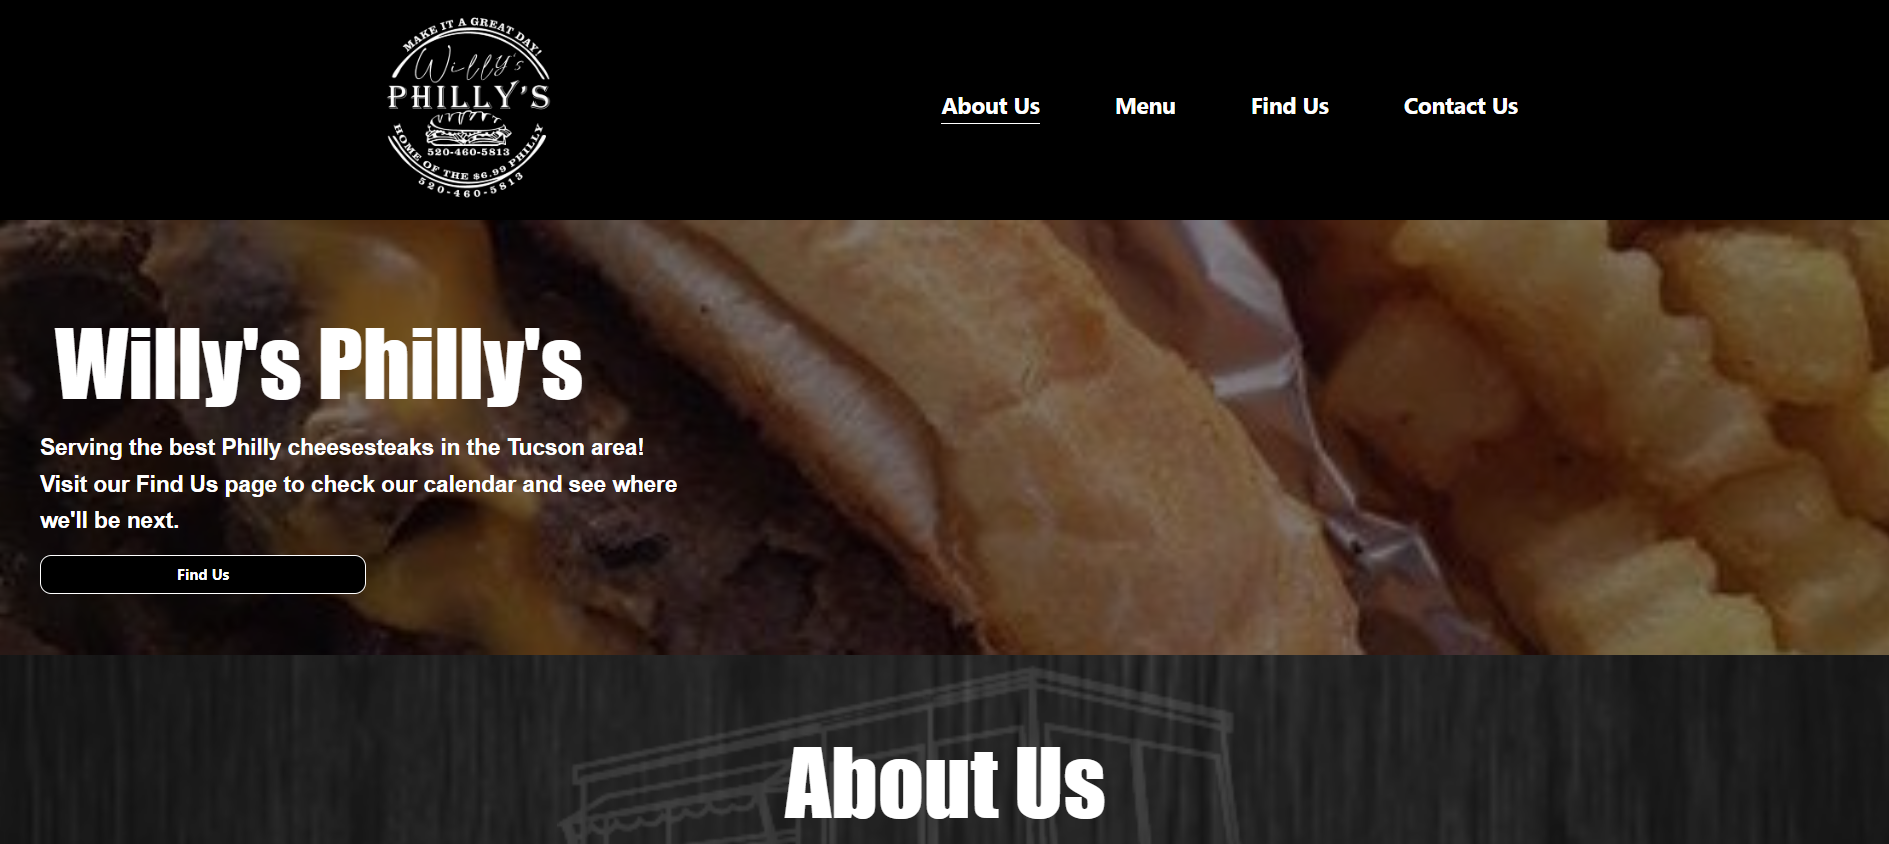 MAKE IT A GREAT DAY!
Willy's
PHILLY'S
520-460-5813
HOME OF THE $6.99 PHILLY
520-460-5813
About Us
Menu
Find Us
Contact Us
Willy's Philly's
Serving the best Philly cheesesteaks in the Tucson area!
Visit our Find Us page to check our calendar and see where
we'll be next.
Find Us
About Us